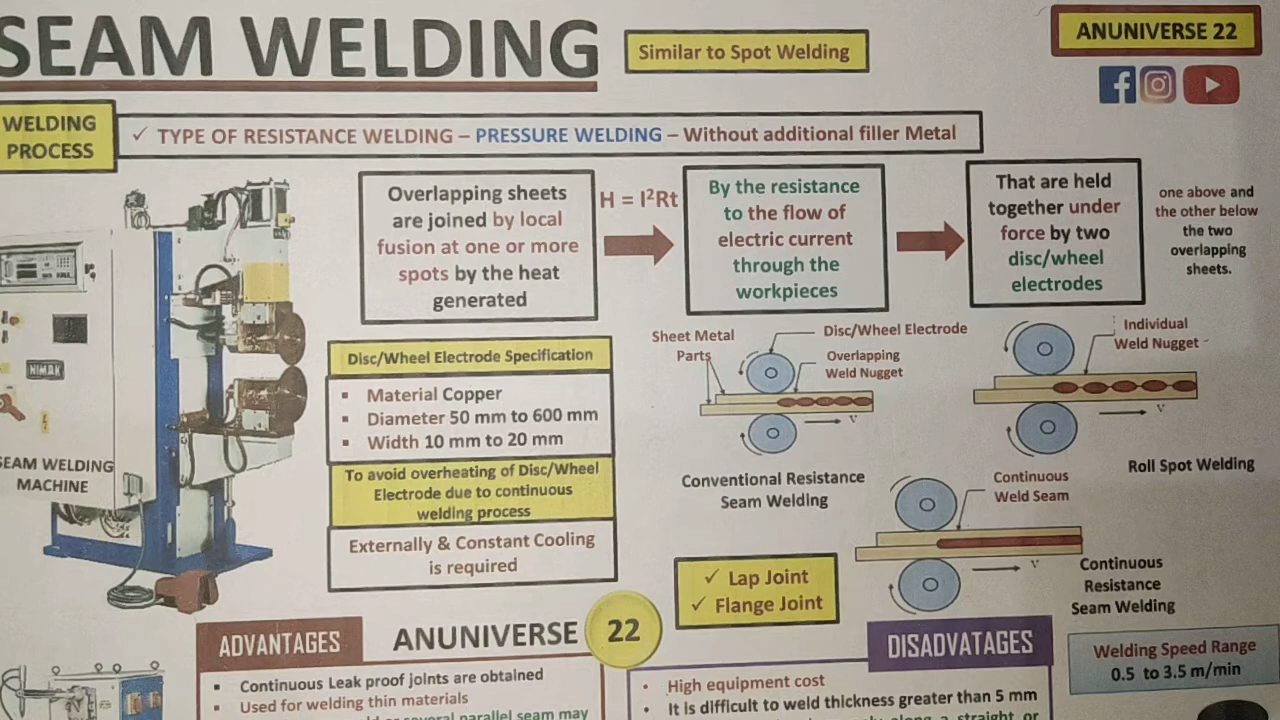 SEAM WELDING
Similar to Spot Welding
ANUNIVERSE 22
WELDING
PROCESS
✓ TYPE OF RESISTANCE WELDING – PRESSURE WELDING – Without additional filler Metal
Overlapping sheets
are joined by local
fusion at one or more
spots by the heat
generated
H = I²Rt
By the resistance
to the flow of
electric current
through the
workpieces
That are held
together under
force by two
disc/wheel
electrodes
one above and
the other below
the two
overlapping
sheets.
NIMAK
SEAM WELDING
MACHINE
Disc/Wheel Electrode Specification
▪ Material Copper
▪ Diameter 50 mm to 600 mm
▪ Width 10 mm to 20 mm
To avoid overheating of Disc/Wheel
Electrode due to continuous
welding process
Externally & Constant Cooling
is required
Sheet Metal
Parts
Disc/Wheel Electrode
Overlapping
Weld Nugget
v
Conventional Resistance
Seam Welding
Individual
Weld Nugget
v
Roll Spot Welding
Continuous
Weld Seam
v
Continuous
Resistance
Seam Welding
✓ Lap Joint
✓ Flange Joint
ADVANTAGES
ANUNIVERSE 22
DISADVATAGES
▪ Continuous Leak proof joints are obtained
▪ Used for welding thin materials
several parallel seam may
• High equipment cost
• It is difficult to weld thickness greater than 5 mm
along a straight or
Welding Speed Range
0.5 to 3.5 m/min